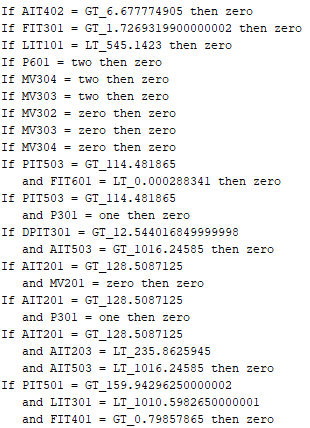 If AIT402 = GT_6.677774905 then zero
If FIT301 = GT_1.7269319900000002 then zero
If LIT101 = LT_545.1423 then zero
If P601 = two then zero
If MV304 = two then zero
If MV303 = two then zero
If MV302 = zero then zero
If MV303 = zero then zero
If MV304 = zero then zero
If PIT503 = GT_114.481865
and FIT601 = LT_0.000288341 then zero
If PIT503 = GT_114.481865
and P301 = one then zero
If DPIT301 = GT_12.544016849999998
and AIT503 = GT_1016.24585 then zero
If AIT201 = GT_128.5087125
and MV201 = zero then zero
If AIT201 = GT_128.5087125
and P301 = one then zero
If AIT201 = GT_128.5087125
and AIT203 = LT_235.8625945
and AIT503 = LT_1016.24585 then zero
If PIT501 = GT_159.94296250000002
and LIT301 = LT_1010.5982650000001
and FIT401 = GT_0.79857865 then zero